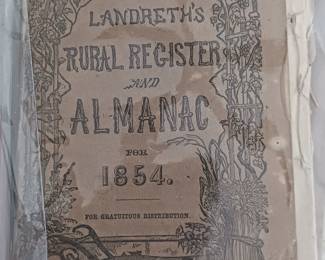 LANDRETH'S
RURAL REGISTER
AND
ALMANAC
FOR
1854.
FOR GRATUITOUS DISTRIBUTION.